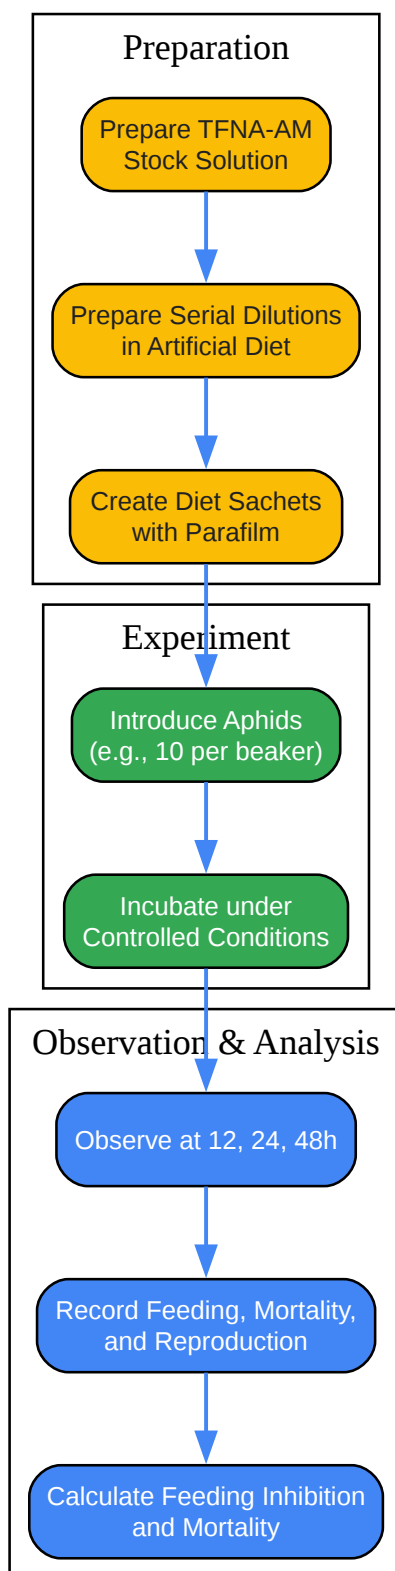 Preparation
Prepare TFNA-AM
Stock Solution
Prepare Serial Dilutions
in Artificial Diet
Create Diet Sachets
with Parafilm
Experiment
Introduce Aphids
(e.g., 10 per beaker)
Incubate under
Controlled Conditions
Observation & Analysis
Observe at 12, 24, 48h
Record Feeding, Mortality,
and Reproduction
Calculate Feeding Inhibition
and Mortality